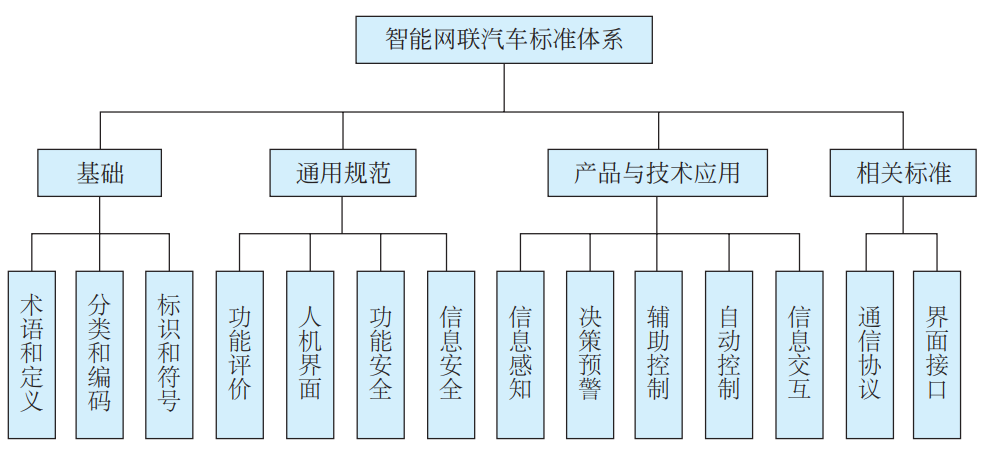 智能网联汽车标准体系
基础
通用规范
产品与技术应用
相关标准
术语和定义
分类和编码
标识和符号
功能评价
人机界面
功能安全
信息安全
信息感知
决策预警
辅助控制
自动控制
信息交互
通信协议
界面接口